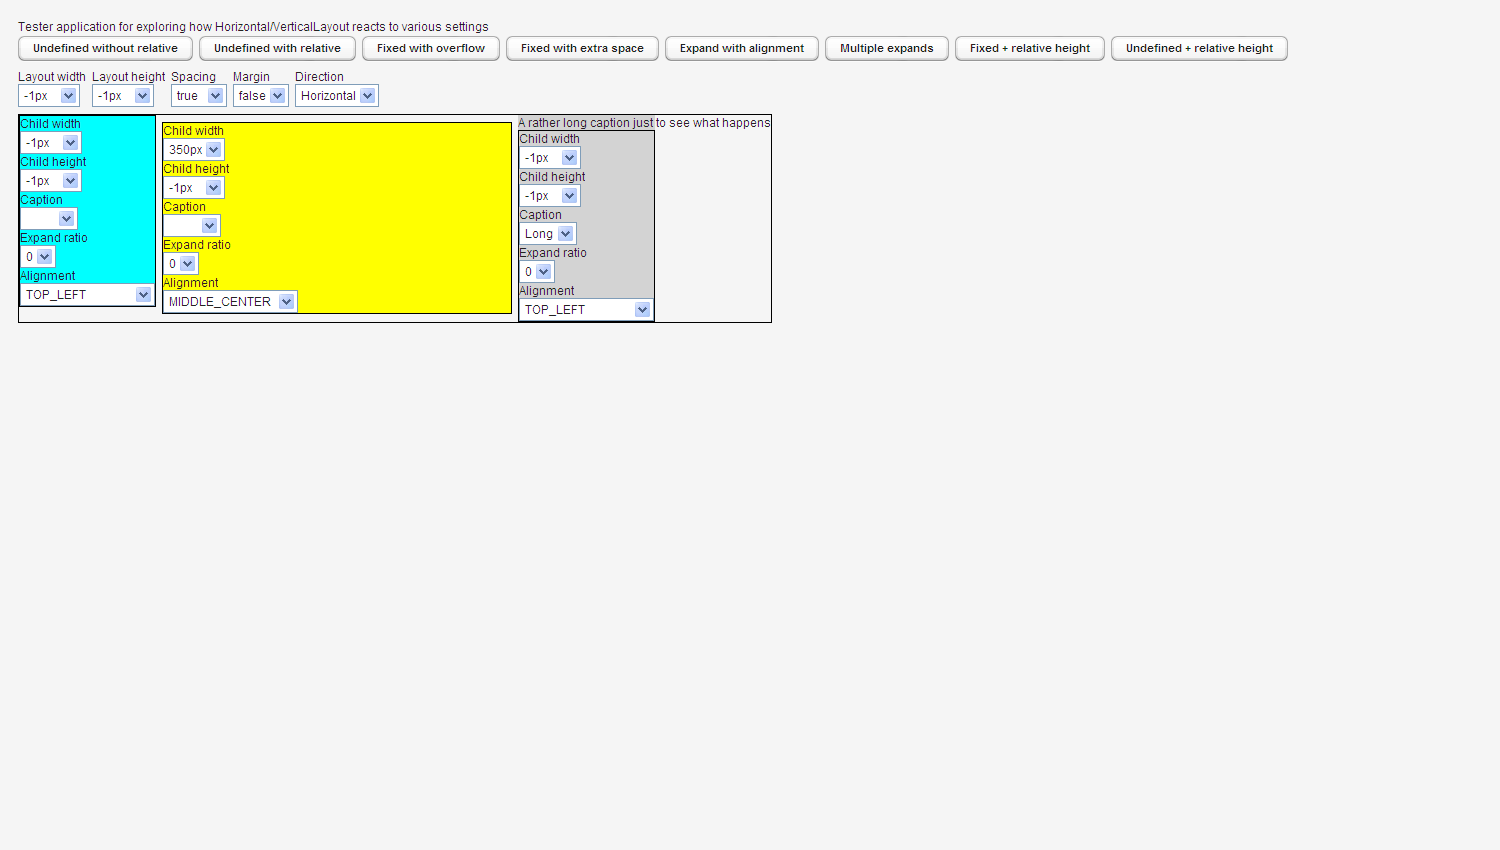 Tester application for exploring how Horizontal/VerticalLayout reacts to various settings
Undefined without relative Undefined with relative Fixed with overflow Fixed with extra space Expand with alignment Multiple expands Fixed + relative height Undefined + relative height
Layout width Layout height Spacing Margin Direction
-1px -1px true false Horizontal
Child width
-1px
Child height
-1px
Caption
Expand ratio
0
Alignment
TOP_LEFT
Child width
350px
Child height
-1px
Caption
Expand ratio
0
Alignment
MIDDLE_CENTER
A rather long caption just to see what happens
Child width
-1px
Child height
-1px
Caption
Long
Expand ratio
0
Alignment
TOP_LEFT